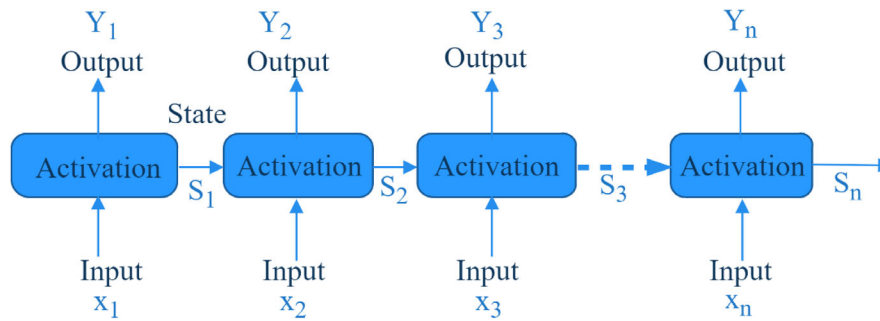 Y1 Y2 Y3 Yn
Output Output Output Output
State
Activation Activation Activation Activation
S1 S2 S3 Sn
Input Input Input Input
x1 x2 x3 xn